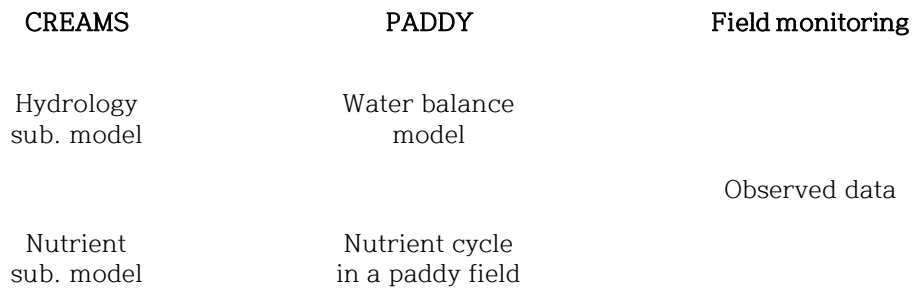 CREAMS PADDY Field monitoring
Hydrology
sub. model
Water balance
model
Observed data
Nutrient
sub. model
Nutrient cycle
in a paddy field